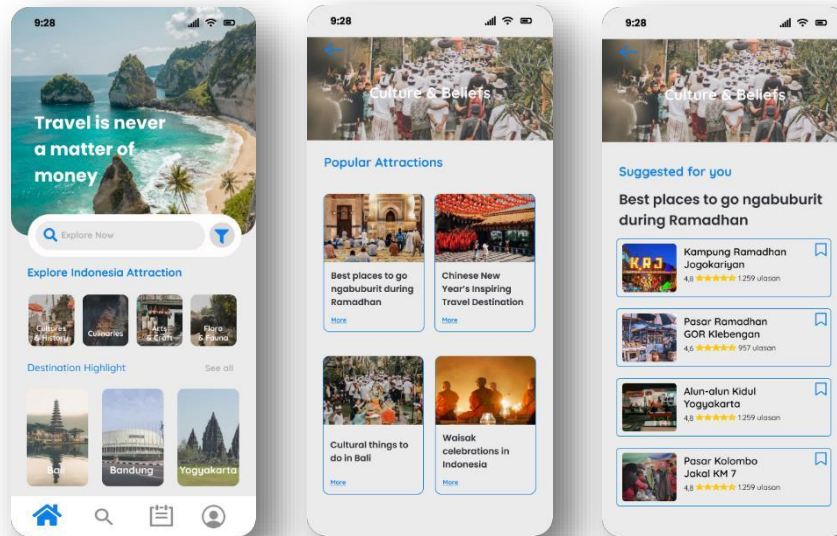 9:28
Travel is never
a matter of
money
Explore Now
Explore Indonesia Attraction
Cultures
& History
Culinaries
Arts
& Craft
Flora
& Fauna
Destination Highlight
See all
Bali
Bandung
Yogyakarta
9:28
Culture & Beliefs
Popular Attractions
Best places to go
ngabuburit during
Ramadhan
More
Chinese New
Year's Inspiring
Travel Destination
More
Cultural things to
do in Bali
More
Waisak
celebrations in
Indonesia
More
9:28
Culture & Beliefs
Suggested for you
Best places to go ngabuburit
during Ramadhan
KRJ
Kampung Ramadhan
Jogokariyan
4,8 ★★★★★ 1.259 ulasan
Pasar Ramadhan
GOR Klebengan
4,6 ★★★★★ 957 ulasan
Alun-alun Kidul
Yogyakarta
4,8 ★★★★★ 1.259 ulasan
Pasar Kolombo
Jakal KM 7
4,8 ★★★★★ 1.259 ulasan